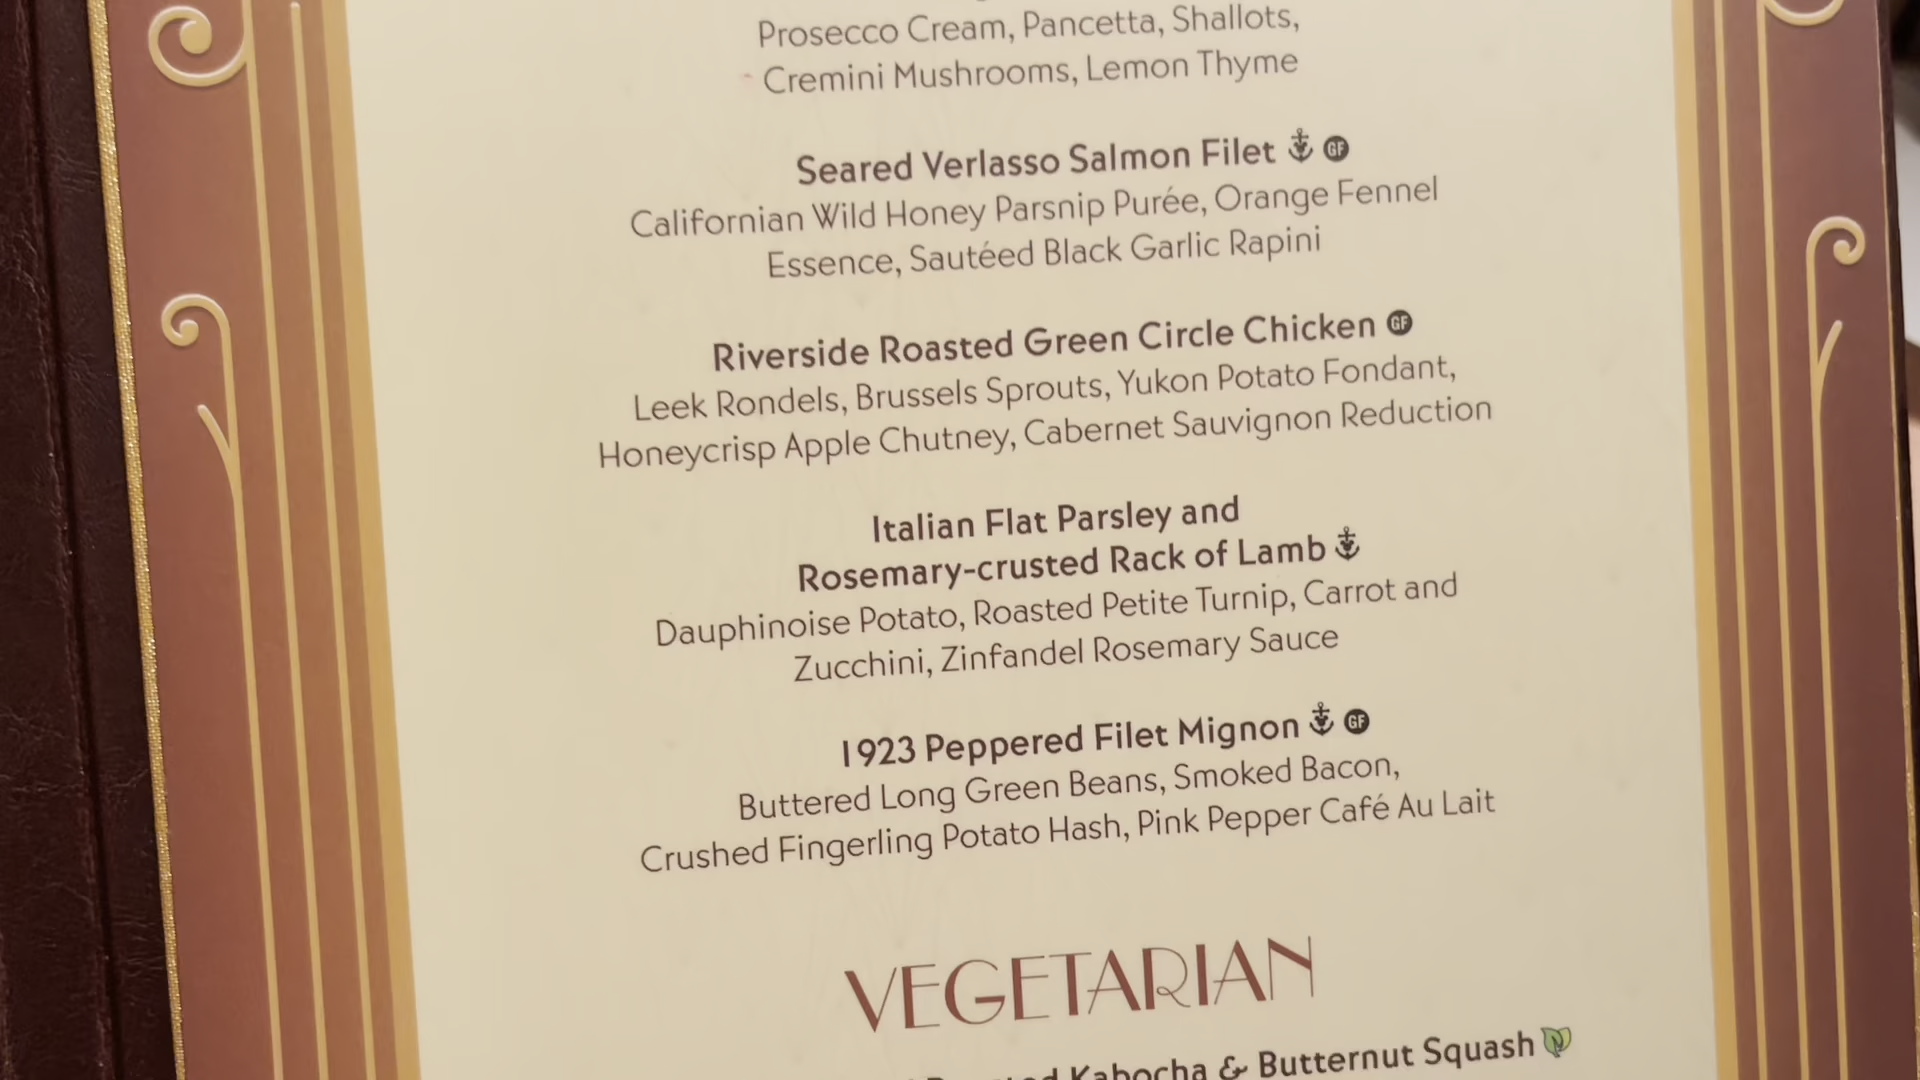 Prosecco Cream, Pancetta, Shallots,
Cremini Mushrooms, Lemon Thyme
Seared Verlasso Salmon Filet GF
Californian Wild Honey Parsnip Purée, Orange Fennel
Essence, Sautéed Black Garlic Rapini
Riverside Roasted Green Circle Chicken GF
Leek Rondels, Brussels Sprouts, Yukon Potato Fondant,
Honeycrisp Apple Chutney, Cabernet Sauvignon Reduction
Italian Flat Parsley and
Rosemary-crusted Rack of Lamb
Dauphinoise Potato, Roasted Petite Turnip, Carrot and
Zucchini, Zinfandel Rosemary Sauce
1923 Peppered Filet Mignon GF
Buttered Long Green Beans, Smoked Bacon,
Crushed Fingerling Potato Hash, Pink Pepper Café Au Lait
VEGETARIAN
Kabocha & Butternut Squash